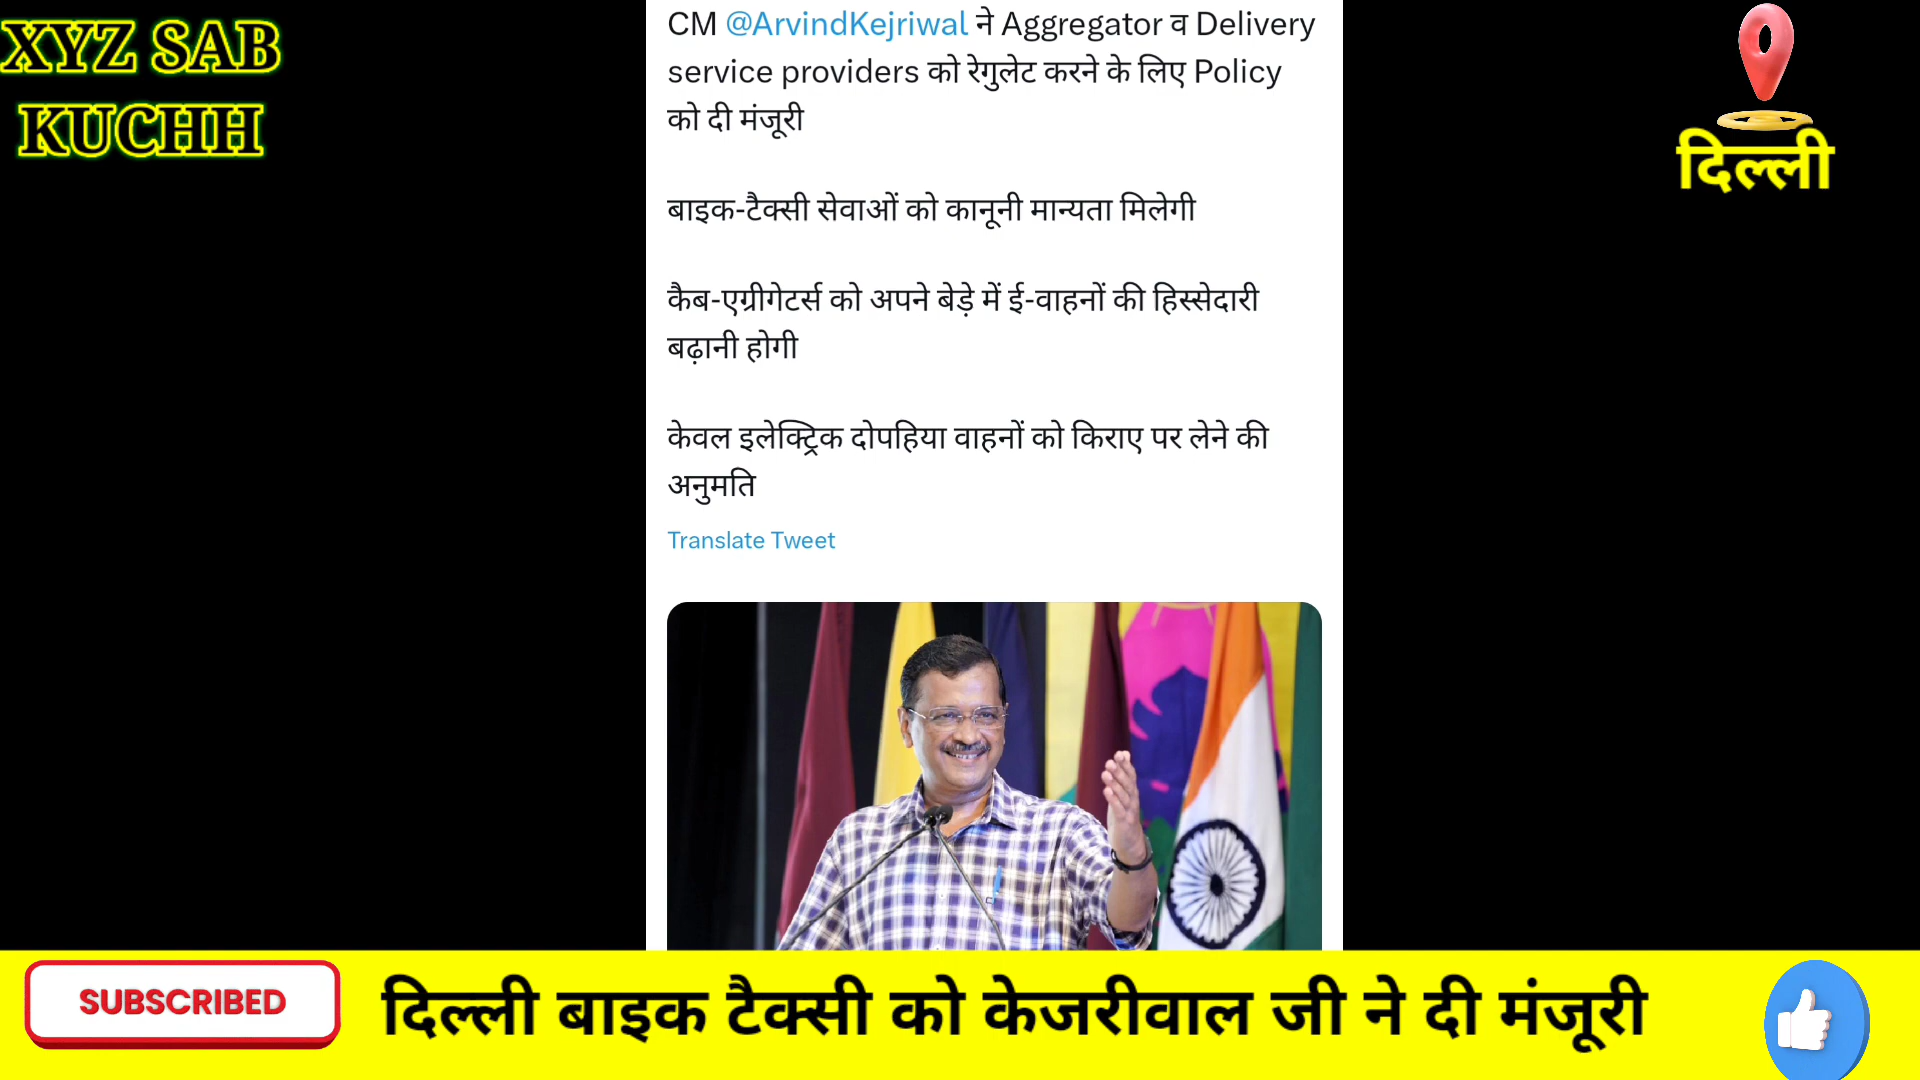 XYZ SAB
KUCHH
CM @ArvindKejriwal ने Aggregator व Delivery
service providers को रेगुलेट करने के लिए Policy
को दी मंजूरी
बाइक-टैक्सी सेवाओं को कानूनी मान्यता मिलेगी
कैब-एग्रीगेटर्स को अपने बेड़े में ई-वाहनों की हिस्सेदारी
बढ़ानी होगी
केवल इलेक्ट्रिक दोपहिया वाहनों को किराए पर लेने की
अनुमति
Translate Tweet
दिल्ली
SUBSCRIBED
दिल्ली बाइक टैक्सी को केजरीवाल जी ने दी मंजूरी